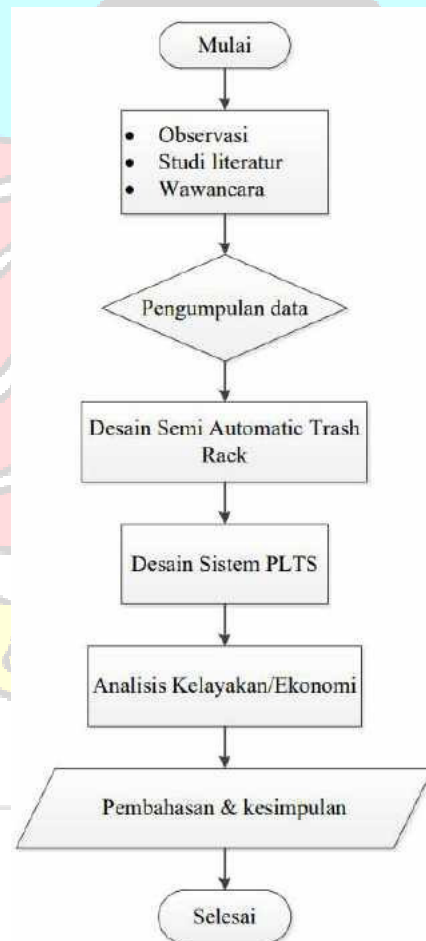 Mulai
• Observasi
• Studi literatur
• Wawancara
Pengumpulan data
Desain Semi Automatic Trash
Rack
Desain Sistem PLTS
Analisis Kelayakan/Ekonomi
Pembahasan & kesimpulan
Selesai